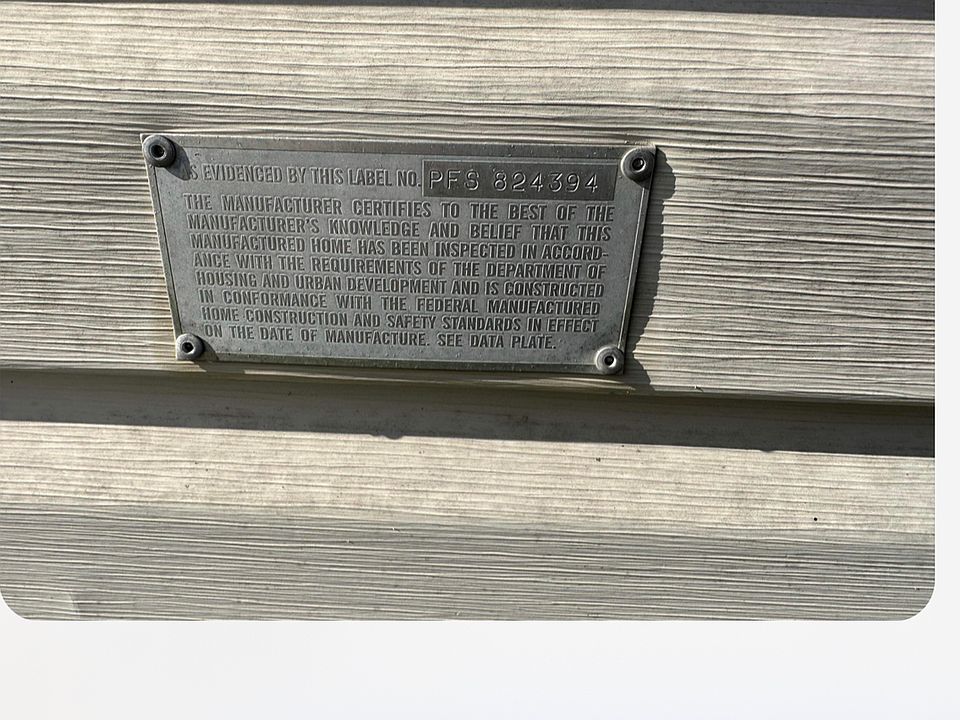 AS EVIDENCED BY THIS LABEL NO. PFS 824394
THE MANUFACTURER CERTIFIES TO THE BEST OF THE
MANUFACTURER'S KNOWLEDGE AND BELIEF THAT THIS
MANUFACTURED HOME HAS BEEN INSPECTED IN ACCORD-
ANCE WITH THE REQUIREMENTS OF THE DEPARTMENT OF
HOUSING AND URBAN DEVELOPMENT AND IS CONSTRUCTED
IN CONFORMANCE WITH THE FEDERAL MANUFACTURED
HOME CONSTRUCTION AND SAFETY STANDARDS IN EFFECT
ON THE DATE OF MANUFACTURE. SEE DATA PLATE.